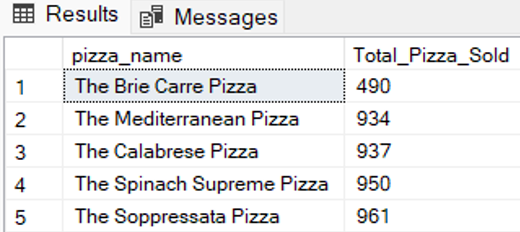 Results Messages
pizza_name Total_Pizza_Sold
1 The Brie Carre Pizza 490
2 The Mediterranean Pizza 934
3 The Calabrese Pizza 937
4 The Spinach Supreme Pizza 950
5 The Soppressata Pizza 961